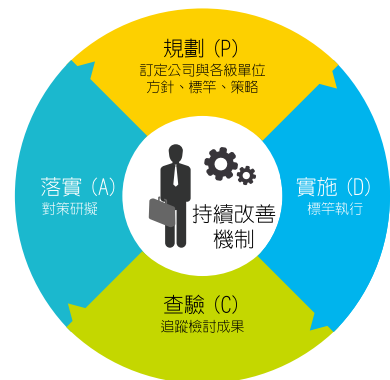 規劃 (P)
訂定公司與各級單位
方針、標竿、策略
落實 (A)
對策研擬
持續改善
機制
實施 (D)
標竿執行
查驗 (C)
追蹤檢討成果